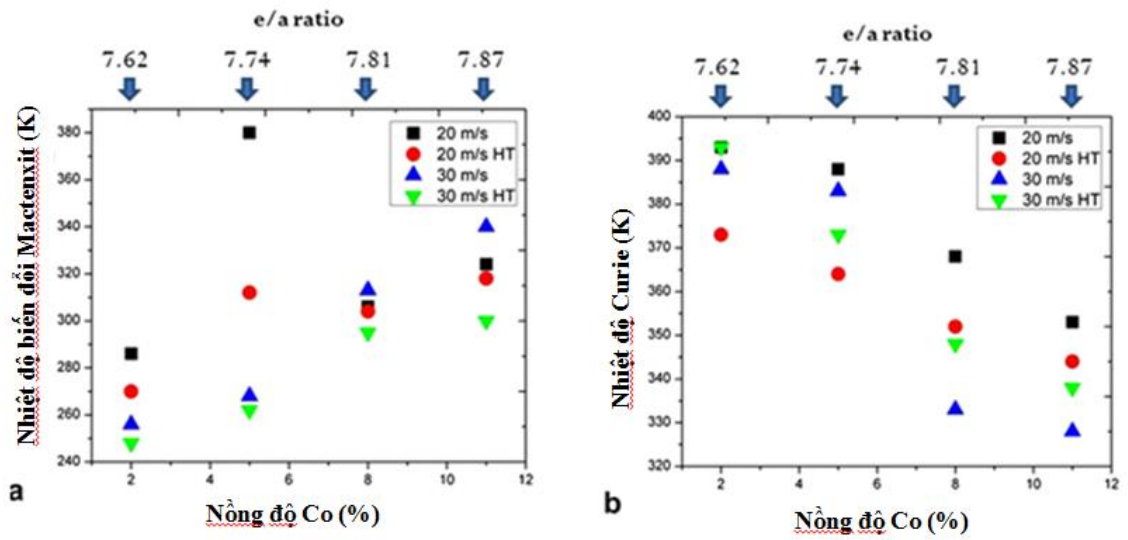 e/a ratio
7.62 7.74 7.81 7.87
Nhiệt độ biến đổi Mactenxit (K)
380
360
340
320
300
280
260
240
20 m/s
20 m/s HT
30 m/s
30 m/s HT
2 4 6 8 10 12
a
Nồng độ Co (%)
e/a ratio
7.62 7.74 7.81 7.87
Nhiệt độ Curie (K)
400
390
380
370
360
350
340
330
320
20 m/s
20 m/s HT
30 m/s
30 m/s HT
2 4 6 8 10 12
b
Nồng độ Co (%)